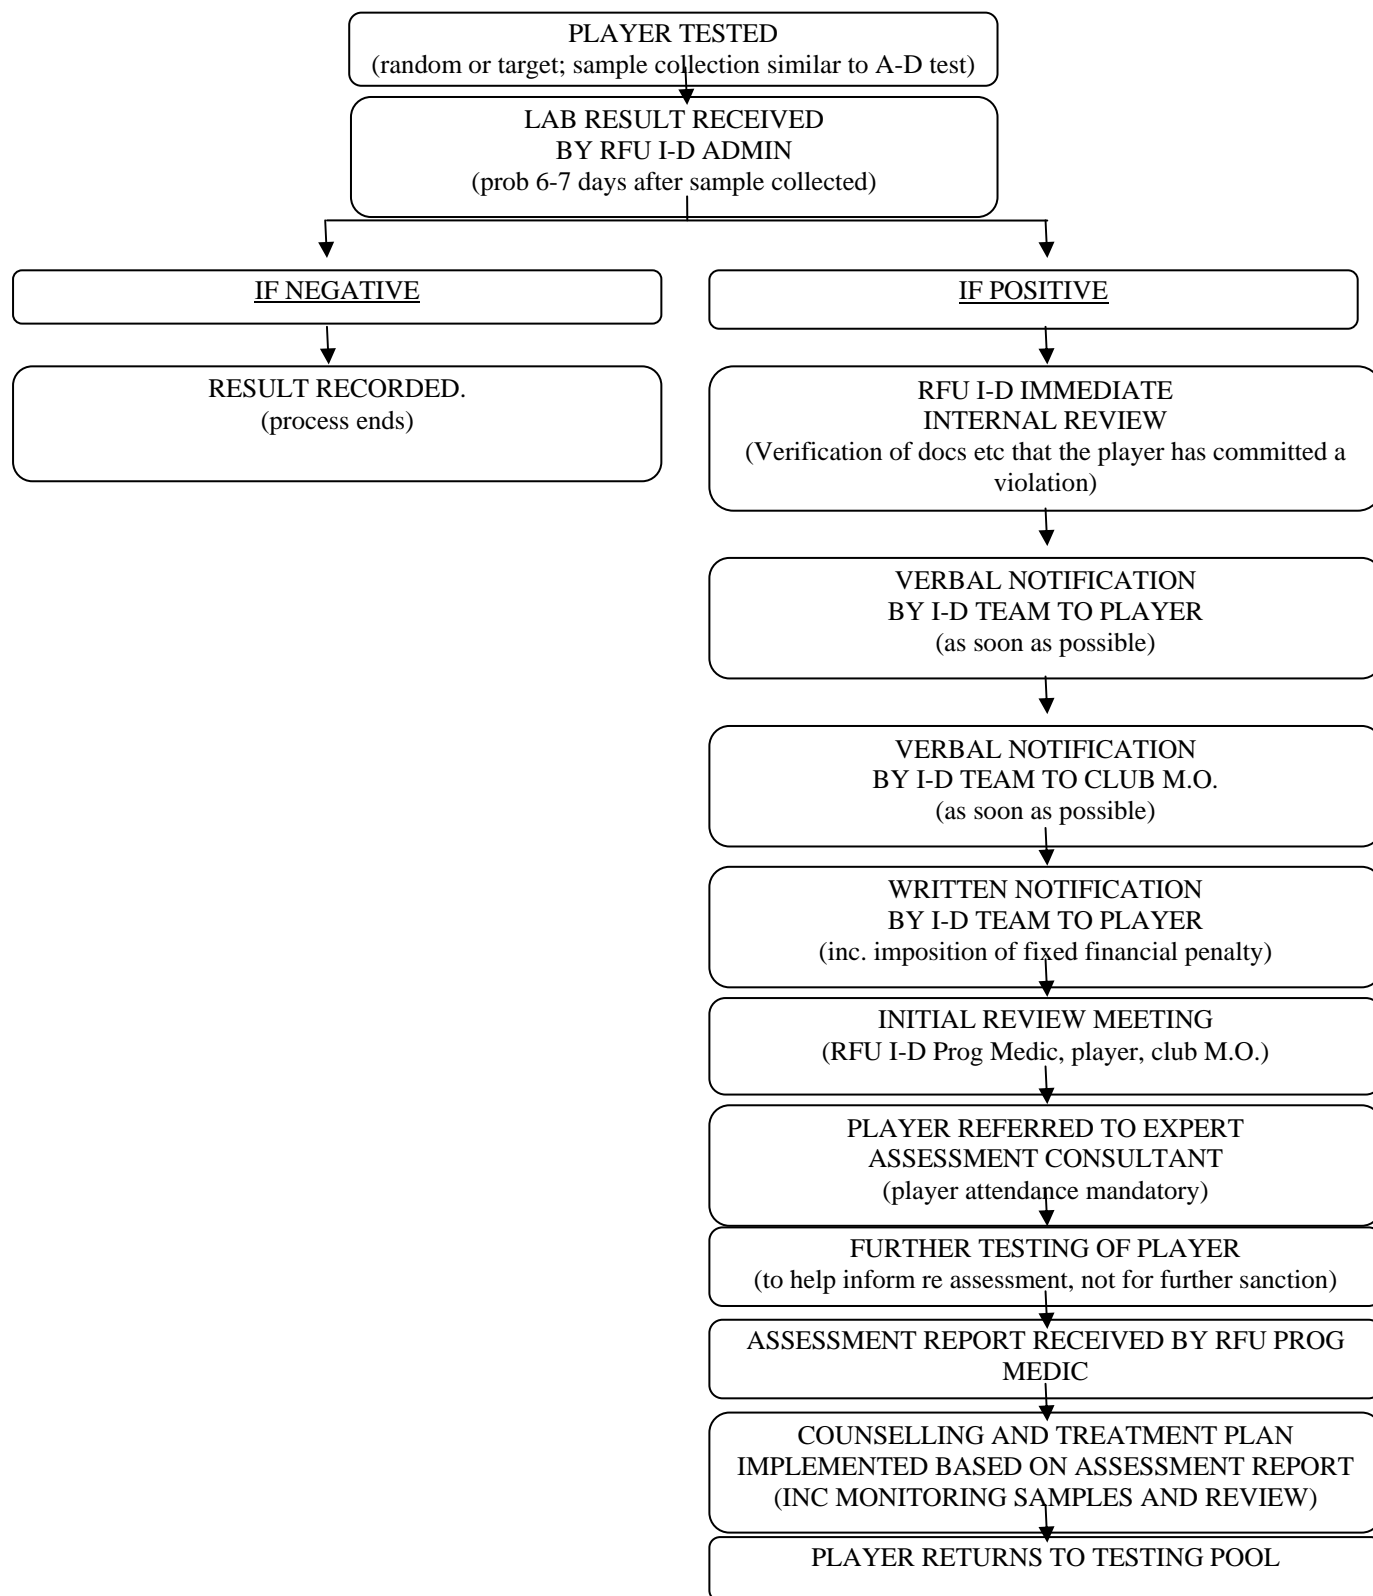 PLAYER TESTED
(random or target; sample collection similar to A-D test)
LAB RESULT RECEIVED
BY RFU I-D ADMIN
(prob 6-7 days after sample collected)
IF NEGATIVE
RESULT RECORDED.
(process ends)
IF POSITIVE
RFU I-D IMMEDIATE
INTERNAL REVIEW
(Verification of docs etc that the player has committed a
violation)
VERBAL NOTIFICATION
BY I-D TEAM TO PLAYER
(as soon as possible)
VERBAL NOTIFICATION
BY I-D TEAM TO CLUB M.O.
(as soon as possible)
WRITTEN NOTIFICATION
BY I-D TEAM TO PLAYER
(inc. imposition of fixed financial penalty)
INITIAL REVIEW MEETING
(RFU I-D Prog Medic, player, club M.O.)
PLAYER REFERRED TO EXPERT
ASSESSMENT CONSULTANT
(player attendance mandatory)
FURTHER TESTING OF PLAYER
(to help inform re assessment, not for further sanction)
ASSESSMENT REPORT RECEIVED BY RFU PROG
MEDIC
COUNSELLING AND TREATMENT PLAN
IMPLEMENTED BASED ON ASSESSMENT REPORT
(INC MONITORING SAMPLES AND REVIEW)
PLAYER RETURNS TO TESTING POOL